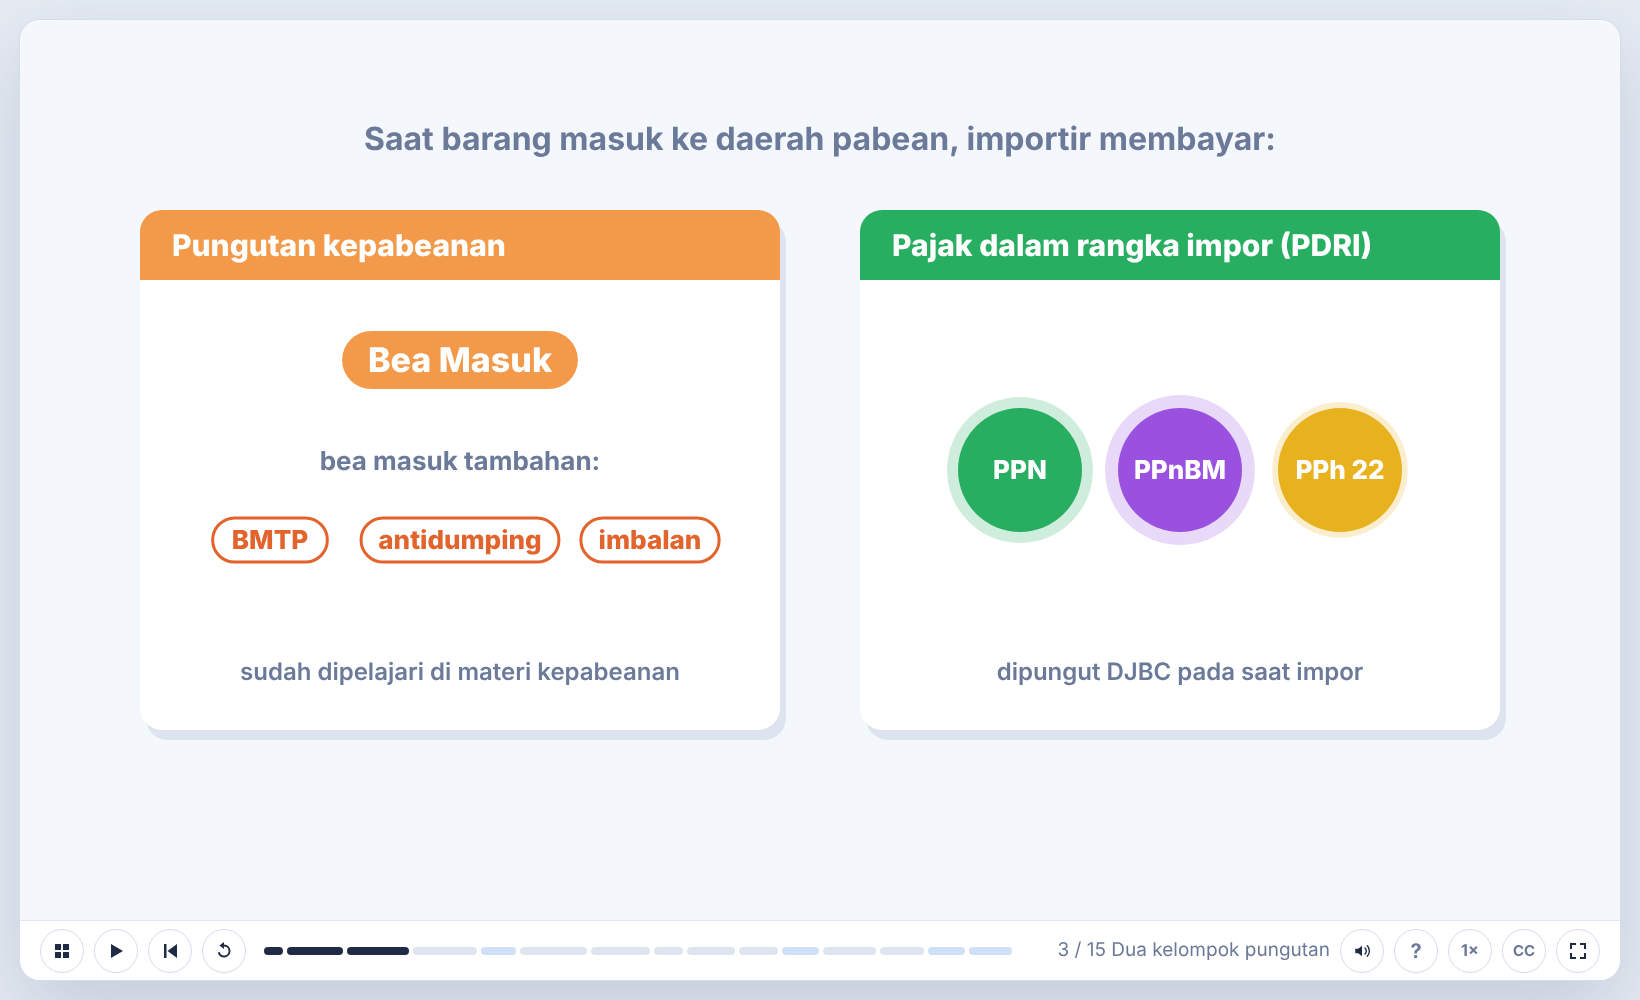 Saat barang masuk ke daerah pabean, importir membayar:
Pungutan kepabeanan
Bea Masuk
bea masuk tambahan:
BMTP
antidumping
imbalan
sudah dipelajari di materi kepabeanan
Pajak dalam rangka impor (PDRI)
PPN
PPnBM
PPh 22
dipungut DJBC pada saat impor
3 / 15 Dua kelompok pungutan
?
1×
CC